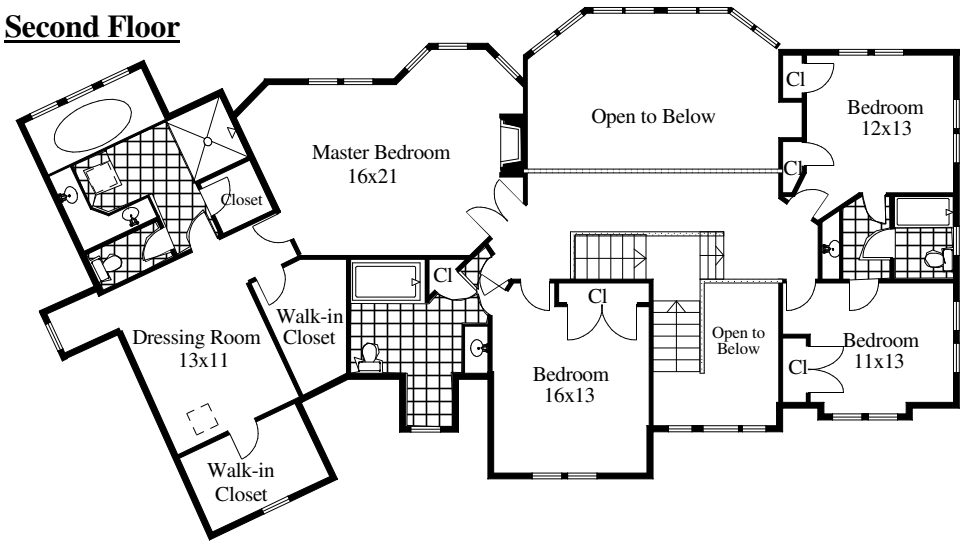 Second Floor
Cl
Bedroom
12x13
Open to Below
Master Bedroom
16x21
Cl
Closet
Cl
Cl
Walk-in
Closet
Dressing Room
13x11
Open to
Below
Bedroom
11x13
Cl
Bedroom
16x13
Walk-in
Closet